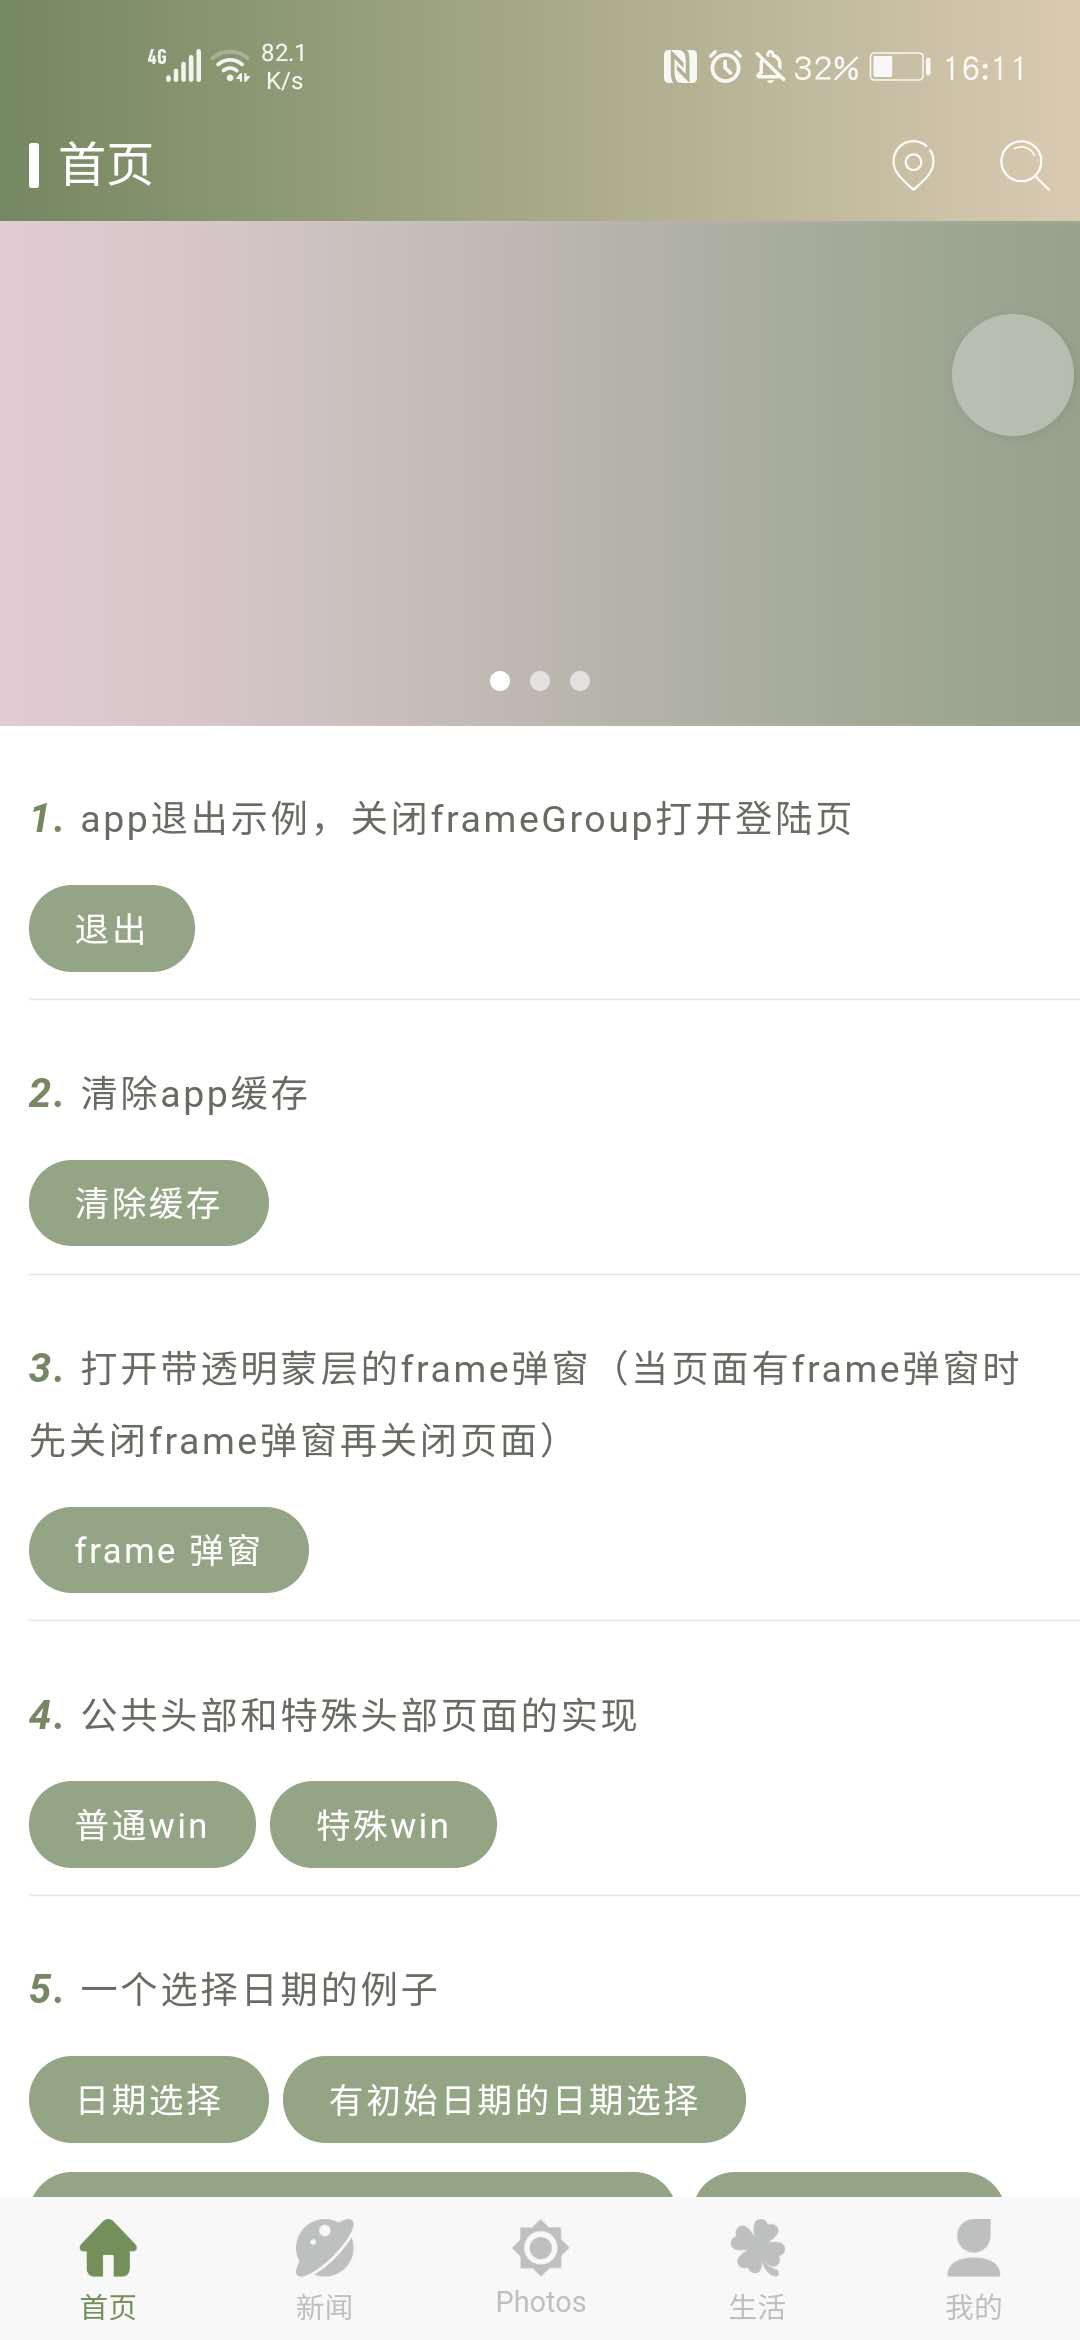 4G 82.1 K/s 32% 16:11
首页
1. app退出示例，关闭frameGroup打开登陆页
退出
2. 清除app缓存
清除缓存
3. 打开带透明蒙层的frame弹窗（当页面有frame弹窗时
先关闭frame弹窗再关闭页面）
frame 弹窗
4. 公共头部和特殊头部页面的实现
普通win 特殊win
5. 一个选择日期的例子
日期选择 有初始日期的日期选择
首页 新闻 Photos 生活 我的